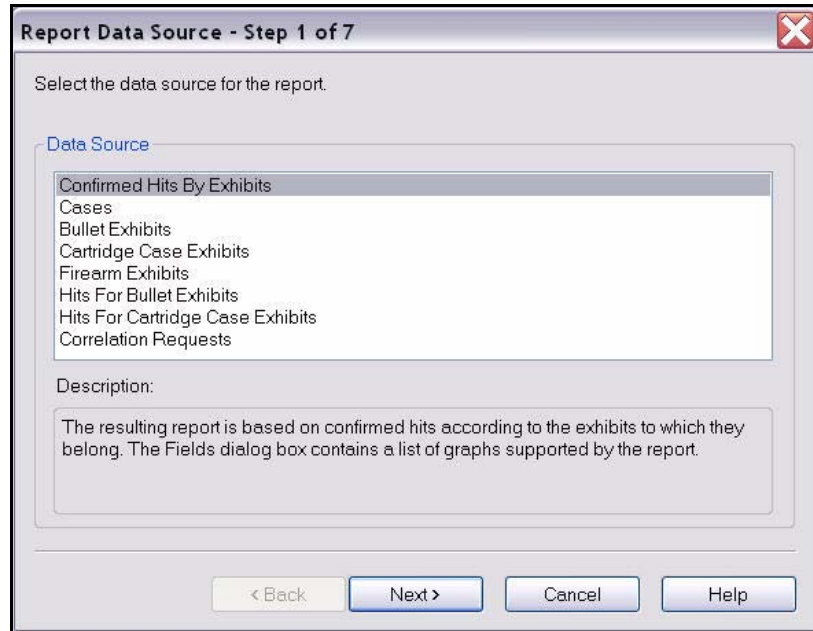 Report Data Source - Step 1 of 7
Select the data source for the report.
Data Source
Confirmed Hits By Exhibits
Cases
Bullet Exhibits
Cartridge Case Exhibits
Firearm Exhibits
Hits For Bullet Exhibits
Hits For Cartridge Case Exhibits
Correlation Requests
Description:
The resulting report is based on confirmed hits according to the exhibits to which they
belong. The Fields dialog box contains a list of graphs supported by the report.
< Back Next > Cancel Help